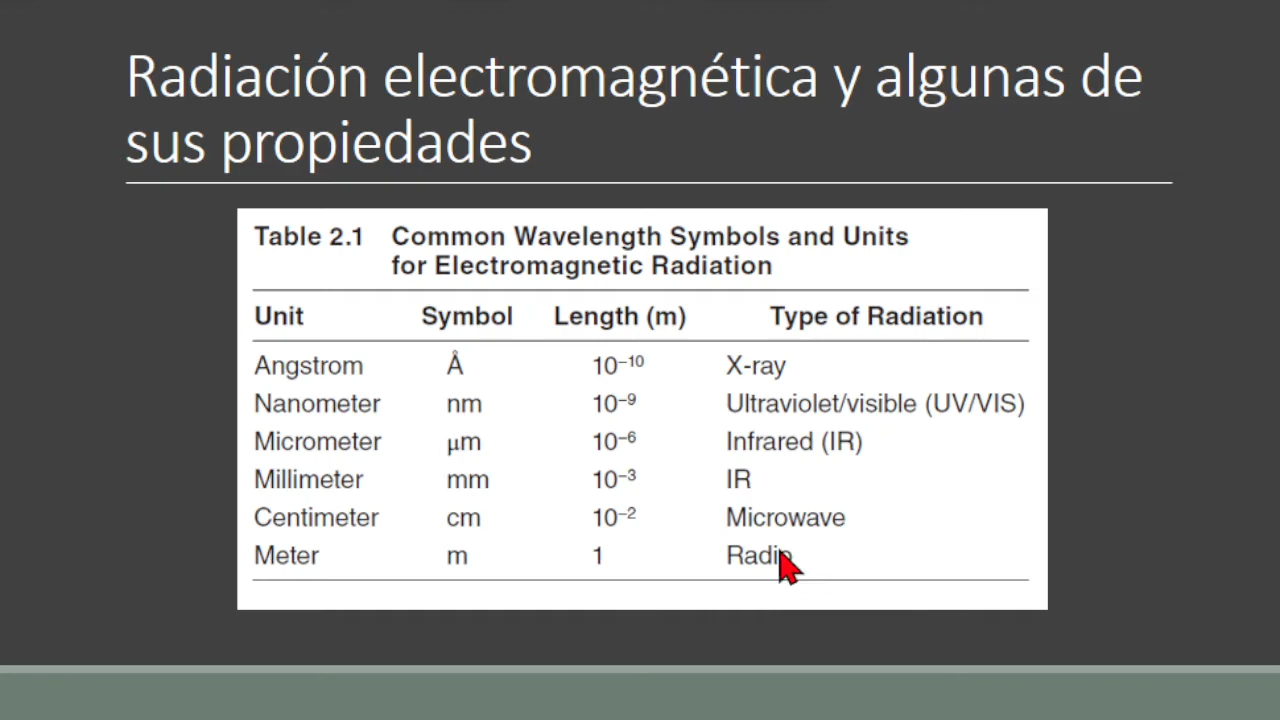 Radiación electromagnética y algunas de
sus propiedades
Table 2.1 Common Wavelength Symbols and Units
for Electromagnetic Radiation
Unit Symbol Length (m) Type of Radiation
Angstrom Å 10⁻¹⁰ X-ray
Nanometer nm 10⁻⁹ Ultraviolet/visible (UV/VIS)
Micrometer μm 10⁻⁶ Infrared (IR)
Millimeter mm 10⁻³ IR
Centimeter cm 10⁻² Microwave
Meter m 1 Radio